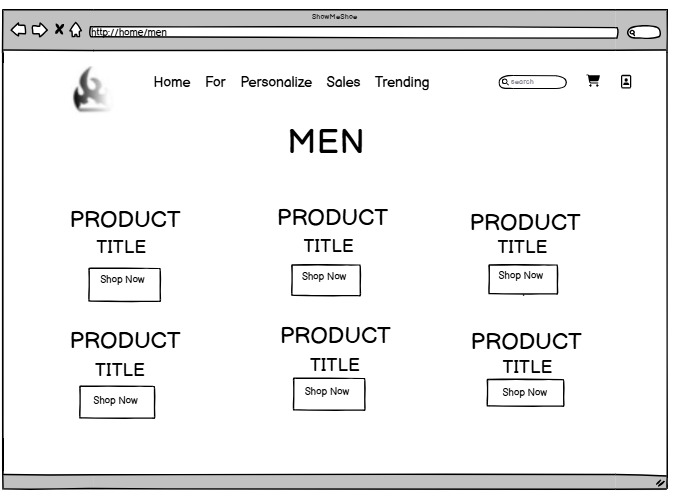 ShowMeShoe
http://home/men
Home For Personalize Sales Trending
search
MEN
PRODUCT PRODUCT PRODUCT
TITLE TITLE TITLE
Shop Now Shop Now Shop Now
PRODUCT PRODUCT PRODUCT
TITLE TITLE TITLE
Shop Now Shop Now Shop Now